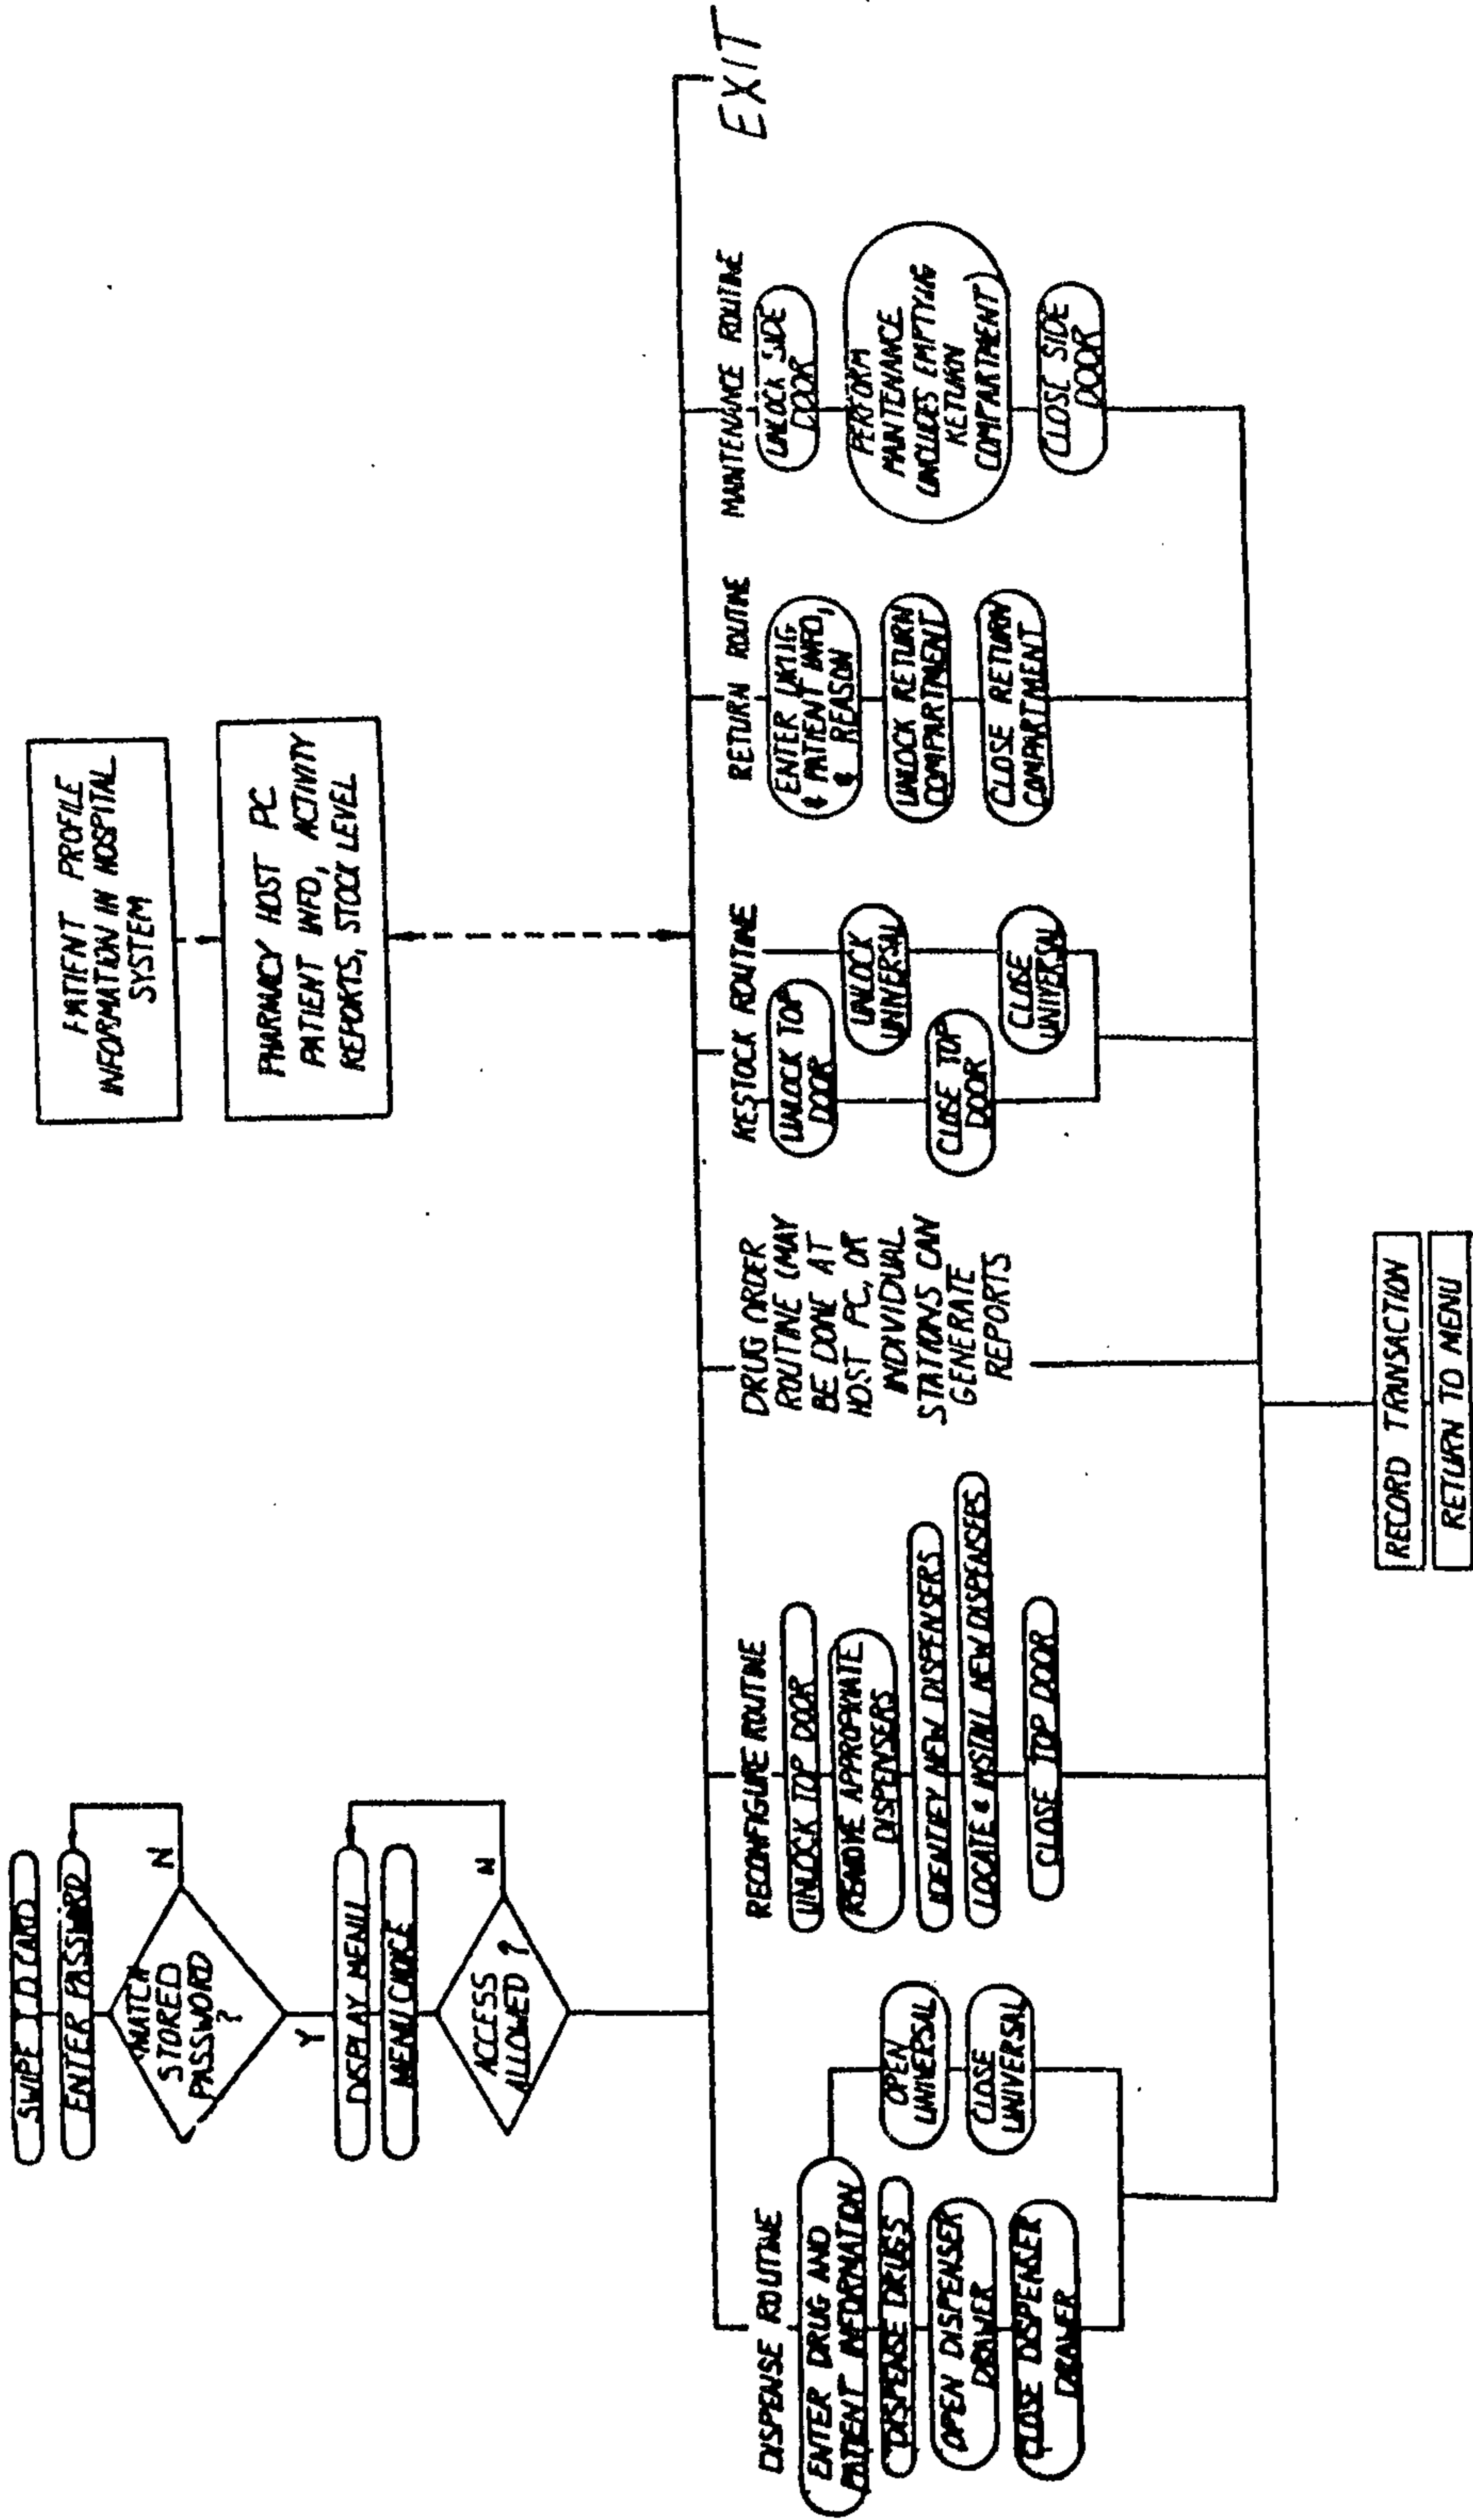 SWIPE I.D. CARD
ENTER PASSWORD
MATCH
STORED
PASSWORD
?
N
Y
DISPLAY MENU
MENU CHOICE
ACCESS
ALLOWED ?
N
PATIENT PROFILE
INFORMATION IN HOSPITAL
SYSTEM
PHARMACY HOST PC
PATIENT INFO, ACTIVITY
REPORTS, STOCK LEVEL
DISPENSE ROUTINE
ENTER DRUG AND
PATIENT INFORMATION
DISPENSE DRUGS
OPEN DISPENSER
DRAWER
CLOSE DISPENSER
DRAWER
OPEN
UNIVERSAL
CLOSE
UNIVERSAL
RECONFIGURE ROUTINE
UNLOCK TOP DOOR
REMOVE APPROPRIATE
DISPENSERS
IDENTIFY NEW DISPENSERS
LOCATE & INSTALL NEW DISPENSERS
CLOSE TOP DOOR
DRUG ORDER
ROUTINE (MAY
BE DONE AT
HOST PC, OR
INDIVIDUAL
STATIONS CAN
GENERATE
REPORTS
RESTOCK ROUTINE
UNLOCK TOP
DOOR
UNLOCK
UNIVERSAL
CLOSE TOP
DOOR
CLOSE
UNIVERSAL
RETURN ROUTINE
ENTER
PATIENT INFO,
& REASON
UNLOCK RETURN
COMPARTMENT
CLOSE RETURN
COMPARTMENT
MAINTENANCE ROUTINE
UNLOCK SIDE
DOOR
PERFORM
MAINTENANCE
(INCLUDES EMPTYING
RETURN
COMPARTMENT)
CLOSE SIDE
DOOR
EXIT
RECORD TRANSACTION
RETURN TO MENU